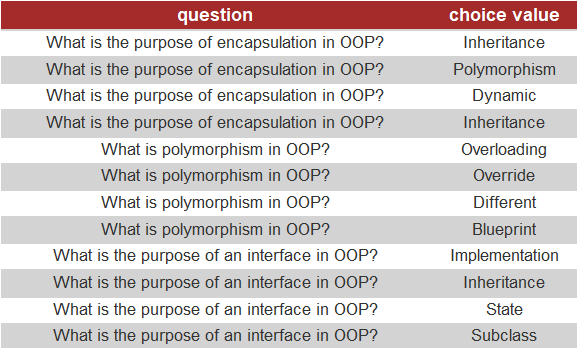 question choice value
What is the purpose of encapsulation in OOP? Inheritance
What is the purpose of encapsulation in OOP? Polymorphism
What is the purpose of encapsulation in OOP? Dynamic
What is the purpose of encapsulation in OOP? Inheritance
What is polymorphism in OOP? Overloading
What is polymorphism in OOP? Override
What is polymorphism in OOP? Different
What is polymorphism in OOP? Blueprint
What is the purpose of an interface in OOP? Implementation
What is the purpose of an interface in OOP? Inheritance
What is the purpose of an interface in OOP? State
What is the purpose of an interface in OOP? Subclass